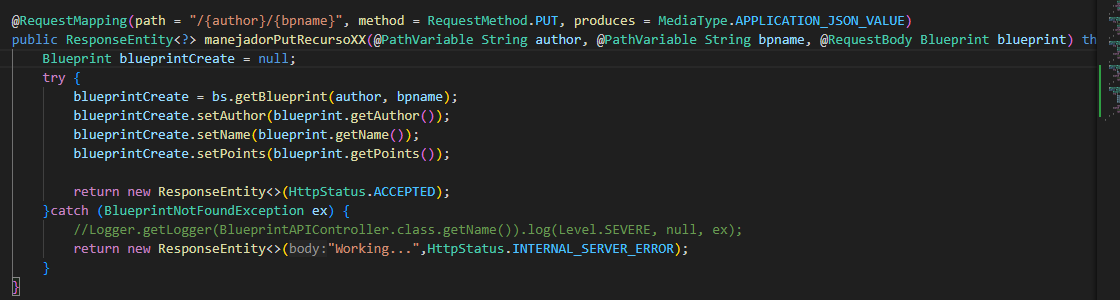 @RequestMapping(path = "/{author}/{bpname}", method = RequestMethod.PUT, produces = MediaType.APPLICATION_JSON_VALUE)
public ResponseEntity<?> manejadorPutRecursoXX(@PathVariable String author, @PathVariable String bpname, @RequestBody Blueprint blueprint) th
Blueprint blueprintCreate = null;
try {
blueprintCreate = bs.getBlueprint(author, bpname);
blueprintCreate.setAuthor(blueprint.getAuthor());
blueprintCreate.setName(blueprint.getName());
blueprintCreate.setPoints(blueprint.getPoints());
return new ResponseEntity<>(HttpStatus.ACCEPTED);
}catch (BlueprintNotFoundException ex) {
//Logger.getLogger(BlueprintAPIController.class.getName()).log(Level.SEVERE, null, ex);
return new ResponseEntity<>(body:"Working...",HttpStatus.INTERNAL_SERVER_ERROR);
}
}